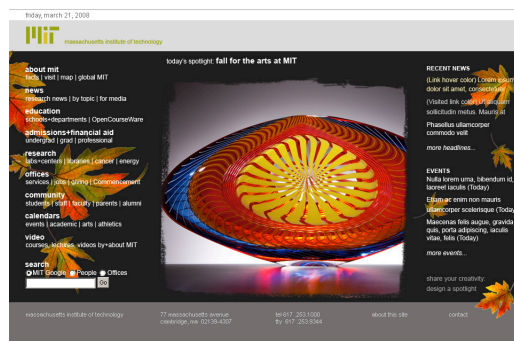 friday, march 21, 2008
MIT
massachusetts institute of technology
today's spotlight: fall for the arts at MIT
about mit
facts | visit | map | global MIT
news
research news | by topic | for media
education
schools+departments | OpenCourseWare
admissions+financial aid
undergrad | grad | professional
research
labs+centers | libraries | cancer | energy
offices
services | jobs | giving | Commencement
community
students | staff | faculty | parents | alumni
calendars
events | academic | arts | athletics
video
courses, lectures, videos by+about MIT
search
MIT Google People Offices
Go
RECENT NEWS
(Link hover color) Lorem ipsum
dolor sit amet, consectetue
(Visited link color) Ut aliquam
sollicitudin metus. Mauris at
Phasellus ullamcorper
commodo velit
more headlines...
EVENTS
Nulla lorem urna, bibendum id,
laoreet iaculis (Today)
Etiam ac enim non mauris
ullamcorper scelerisque (Today)
Maecenas felis augue, gravida
quis, porta adipiscing, iaculis
vitae, felis (Today)
more events...
share your creativity:
design a spotlight
massachusetts institute of technology
77 massachusetts avenue
cambridge, ma 02139-4307
tel 617.253.1000
tty 617.253.9344
about this site
contact